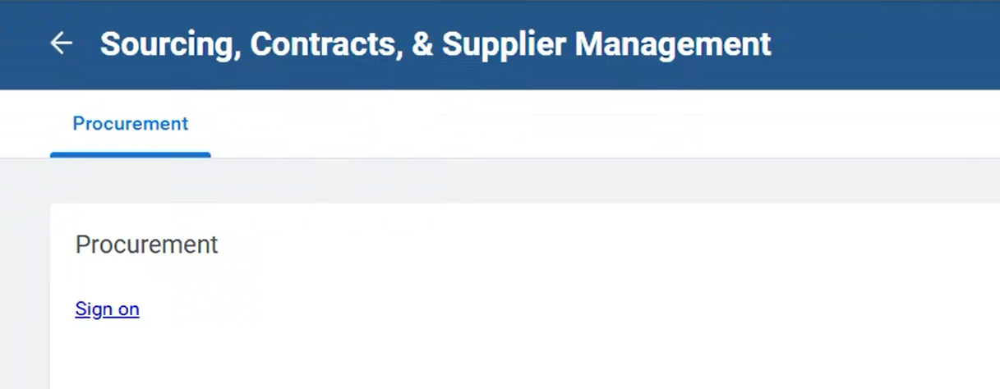 Sourcing, Contracts, & Supplier Management
Procurement
Procurement
Sign on